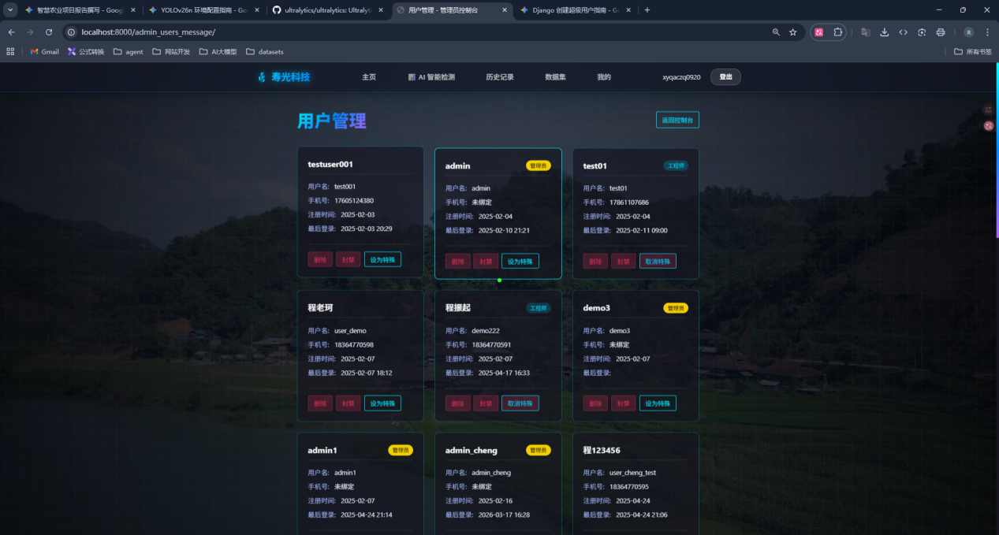 智慧农业项目报告撰写 - Goog
YOLOv26n 环境配置指南 - Go
ultralytics/ultralytics: Ultralyti
用户管理 - 管理员控制台
Django 创建超级用户指南 - G
localhost:8000/admin_users_message/
Gmail
公式转换
agent
网站开发
AI大模型
datasets
所有书签
寿光科技
主页
AI 智能检测
历史记录
数据集
我的
xyqaczq0920
登出
用户管理
返回控制台
testuser001
用户名: test001
手机号: 17605124380
注册时间: 2025-02-03
最后登录: 2025-02-03 20:29
删除 封禁 设为特殊
admin 管理员
用户名: admin
手机号: 未绑定
注册时间: 2025-02-04
最后登录: 2025-02-10 21:21
删除 封禁 设为特殊
test01 工程师
用户名: test01
手机号: 17861107686
注册时间: 2025-02-04
最后登录: 2025-02-11 09:00
删除 封禁 取消特殊
程老珂
用户名: user_demo
手机号: 18364770598
注册时间: 2025-02-07
最后登录: 2025-02-07 18:12
删除 封禁 设为特殊
程振起 工程师
用户名: demo222
手机号: 18364770591
注册时间: 2025-02-07
最后登录: 2025-04-17 16:33
删除 封禁 取消特殊
demo3 管理员
用户名: demo3
手机号: 未绑定
注册时间: 2025-02-07
最后登录:
删除 封禁 设为特殊
admin1 管理员
用户名: admin1
手机号: 未绑定
注册时间: 2025-02-07
最后登录: 2025-04-24 21:14
admin_cheng 管理员
用户名: admin_cheng
手机号: 未绑定
注册时间: 2025-02-16
最后登录: 2026-03-17 16:28
程123456
用户名: user_cheng_test
手机号: 18364770595
注册时间: 2025-04-24
最后登录: 2025-04-24 21:06